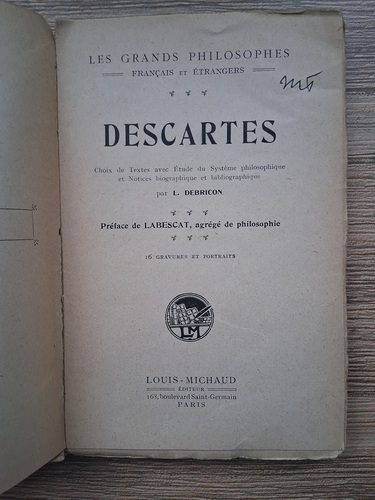 LES GRANDS PHILOSOPHES
FRANÇAIS ET ÉTRANGERS
DESCARTES
Choix de Textes avec Étude du Système philosophique
et Notices biographique et bibliographique
par L. DEBRICON
Préface de LABESCAT, agrégé de philosophie
16 GRAVURES ET PORTRAITS
LM
LOUIS-MICHAUD
ÉDITEUR
163, boulevard Saint-Germain
PARIS